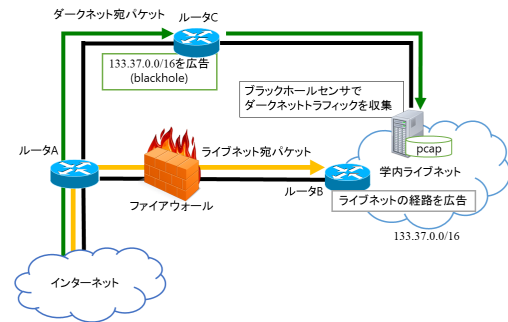 ダークネット宛パケット
ルータC
133.37.0.0/16を広告
(blackhole)
ブラックホールセンサで
ダークネットトラフィックを収集
pcap
ルータA
ライブネット宛パケット
学内ライブネット
ルータB
ファイアウォール
ライブネットの経路を広告
133.37.0.0/16
インターネット